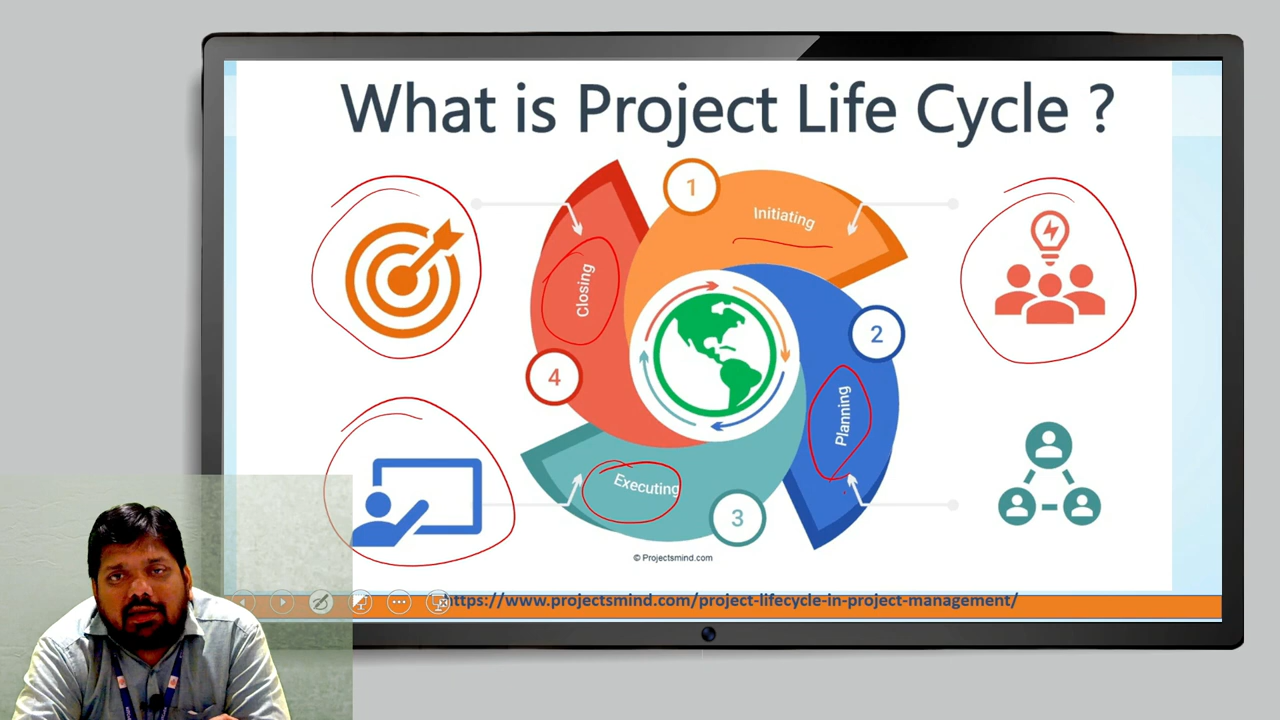 What is Project Life Cycle ?
1
Initiating
2
Planning
Closing
4
Executing
3
© Projectsmind.com
https://www.projectsmind.com/project-lifecycle-in-project-management/